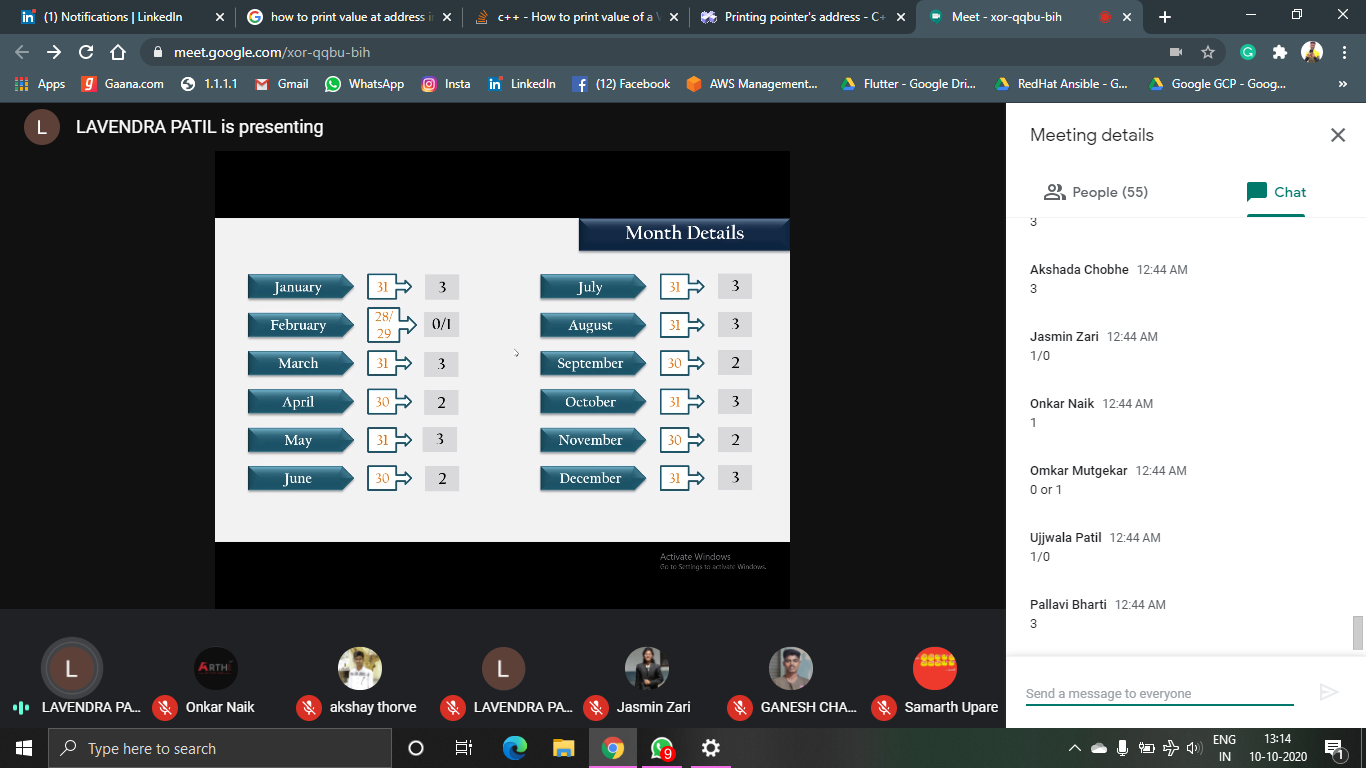 (1) Notifications | LinkedIn
how to print value at address i
c++ - How to print value of a
Printing pointer's address - C+
Meet - xor-qqbu-bih
meet.google.com/xor-qqbu-bih
Apps
Gaana.com
1.1.1.1
Gmail
WhatsApp
Insta
LinkedIn
(12) Facebook
AWS Management...
Flutter - Google Dri...
RedHat Ansible - G...
Google GCP - Goog...
»
L
LAVENDRA PATIL is presenting
Month Details
January 31 3
February 28/
29 0/1
March 31 3
April 30 2
May 31 3
June 30 2
July 31 3
August 31 3
September 30 2
October 31 3
November 30 2
December 31 3
Activate Windows
Go to Settings to activate Windows.
Meeting details
People (55)
Chat
3
Akshada Chobhe 12:44 AM
3
Jasmin Zari 12:44 AM
1/0
Onkar Naik 12:44 AM
1
Omkar Mutgekar 12:44 AM
0 or 1
Ujjwala Patil 12:44 AM
1/0
Pallavi Bharti 12:44 AM
3
Send a message to everyone
L
ARTH
L
LAVENDRA PA...
Onkar Naik
akshay thorve
LAVENDRA PA...
Jasmin Zari
GANESH CHA...
Samarth Upare
Type here to search
9
ENG
IN
13:14
10-10-2020
1